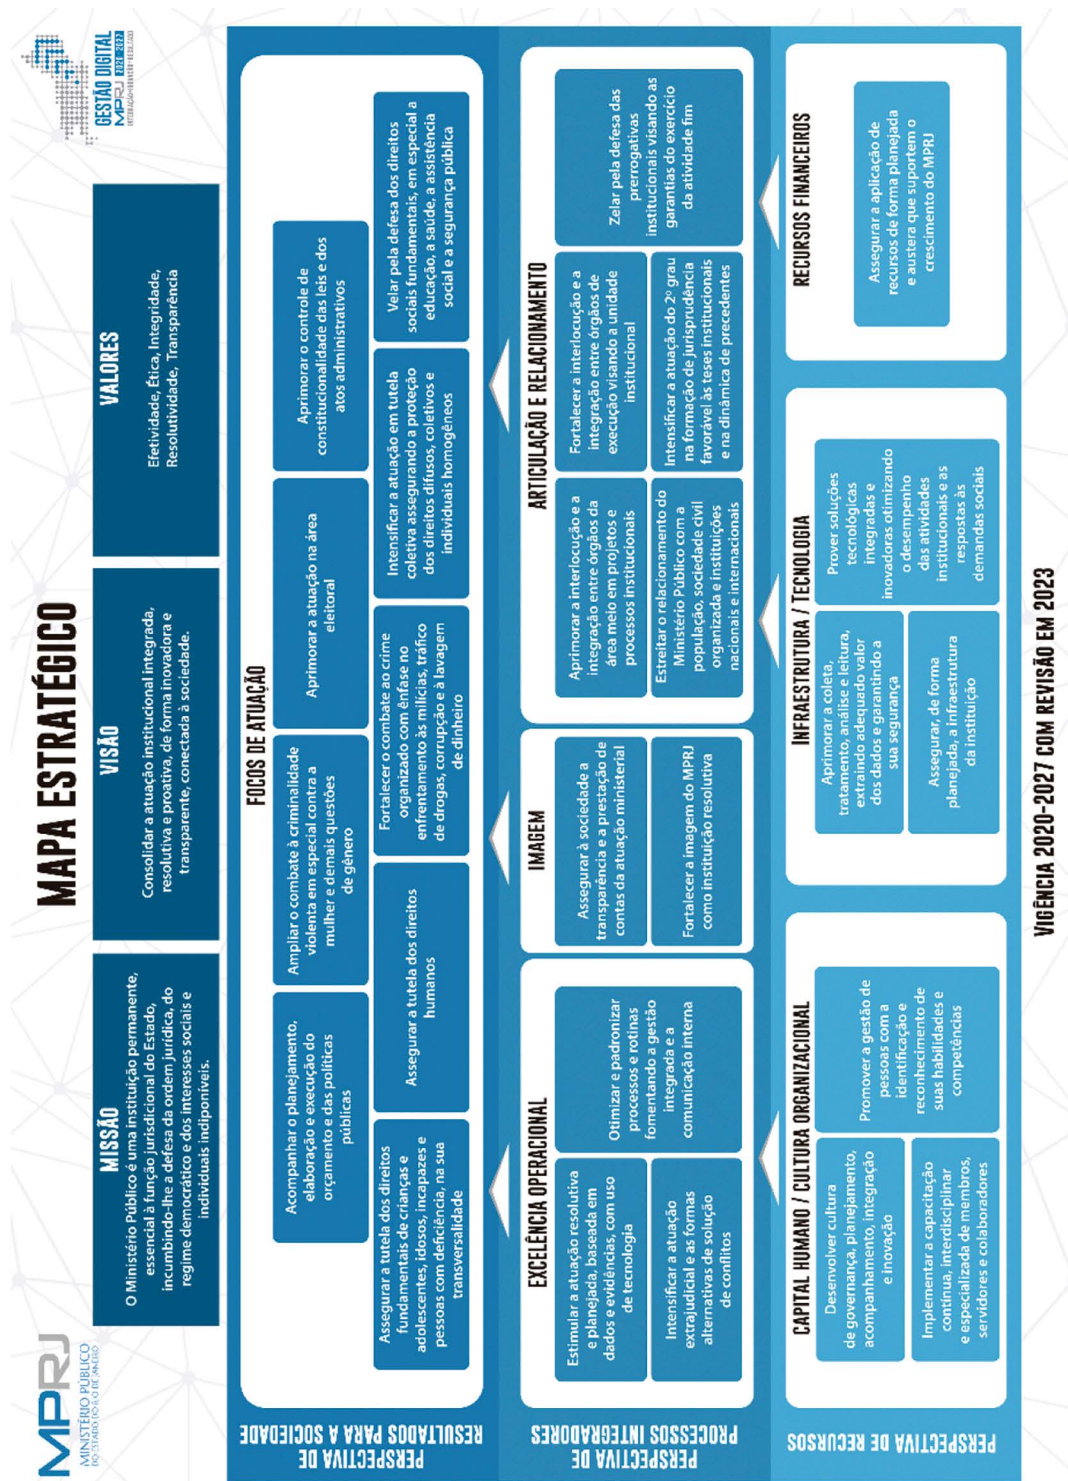 MPRJ
MINISTÉRIO PÚBLICO
DO ESTADO DO RIO DE JANEIRO
MAPA ESTRATÉGICO
GESTÃO DIGITAL
MPRJ 2020-2027
INTEGRAÇÃO•INOVAÇÃO•RESULTADO
MISSÃO
O Ministério Público é uma instituição permanente,
essencial à função jurisdicional do Estado,
incumbindo-lhe a defesa da ordem jurídica, do
regime democrático e dos interesses sociais e
individuais indiponíveis.
VISÃO
Consolidar a atuação institucional integrada,
resolutiva e proativa, de forma inovadora e
transparente, conectada à sociedade.
VALORES
Efetividade, Ética, Integridade,
Resolutividade, Transparência
PERSPECTIVA DE
RESULTADOS PARA A SOCIEDADE
FOCOS DE ATUAÇÃO
Acompanhar o planejamento,
elaboração e execução do
orçamento e das políticas
públicas
Ampliar o combate à criminalidade
violenta em especial contra a
mulher e demais questões
de gênero
Aprimorar a atuação na área
eleitoral
Aprimorar o controle de
constitucionalidade das leis e dos
atos administrativos
Assegurar a tutela dos direitos
fundamentais de crianças e
adolescentes, idosos, incapazes e
pessoas com deficiência, na sua
transversalidade
Assegurar a tutela dos direitos
humanos
Fortalecer o combate ao crime
organizado com ênfase no
enfrentamento às milícias, tráfico
de drogas, corrupção e à lavagem
de dinheiro
Intensificar a atuação em tutela
coletiva assegurando a proteção
dos direitos difusos, coletivos e
individuais homogêneos
Velar pela defesa dos direitos
sociais fundamentais, em especial a
educação, a saúde, a assistência
social e a segurança pública
PERSPECTIVA DE
PROCESSOS INTEGRADORES
EXCELÊNCIA OPERACIONAL
Estimular a atuação resolutiva
e planejada, baseada em
dados e evidências, com uso
de tecnologia
Intensificar a atuação
extrajudicial e as formas
alternativas de solução
de conflitos
Otimizar e padronizar
processos e rotinas
fomentando a gestão
integrada e a
comunicação interna
IMAGEM
Assegurar à sociedade a
transparência e a prestação de
contas da atuação ministerial
Fortalecer a imagem do MPRJ
como instituição resolutiva
ARTICULAÇÃO E RELACIONAMENTO
Aprimorar a interlocução e a
integração entre órgãos da
área meio em projetos e
processos institucionais
Estreitar o relacionamento do
Ministério Público com a
população, sociedade civil
organizada e instituições
nacionais e internacionais
Fortalecer a interlocução e a
integração entre órgãos de
execução visando a unidade
institucional
Intensificar a atuação do 2º grau
na formação de jurisprudência
favorável às teses institucionais
e na dinâmica de precedentes
Zelar pela defesa das
prerrogativas
institucionais visando as
garantias do exercício
da atividade fim
PERSPECTIVA DE RECURSOS
CAPITAL HUMANO / CULTURA ORGANIZACIONAL
Desenvolver cultura
de governança, planejamento,
acompanhamento, integração
e inovação
Implementar a capacitação
contínua, interdisciplinar
e especializada de membros,
servidores e colaboradores
Promover a gestão de
pessoas com a
identificação e
reconhecimento de
suas habilidades e
competências
INFRAESTRUTURA / TECNOLOGIA
Aprimorar a coleta,
tratamento, análise e leitura,
extraindo adequado valor
dos dados e garantindo a
sua segurança
Assegurar, de forma
planejada, a infraestrutura
da instituição
Prover soluções
tecnológicas
integradas e
inovadoras otimizando
o desempenho
das atividades
institucionais e as
respostas às
demandas sociais
RECURSOS FINANCEIROS
Assegurar a aplicação de
recursos de forma planejada
e austera que suportem o
crescimento do MPRJ
VIGÊNCIA 2020-2027 COM REVISÃO EM 2023